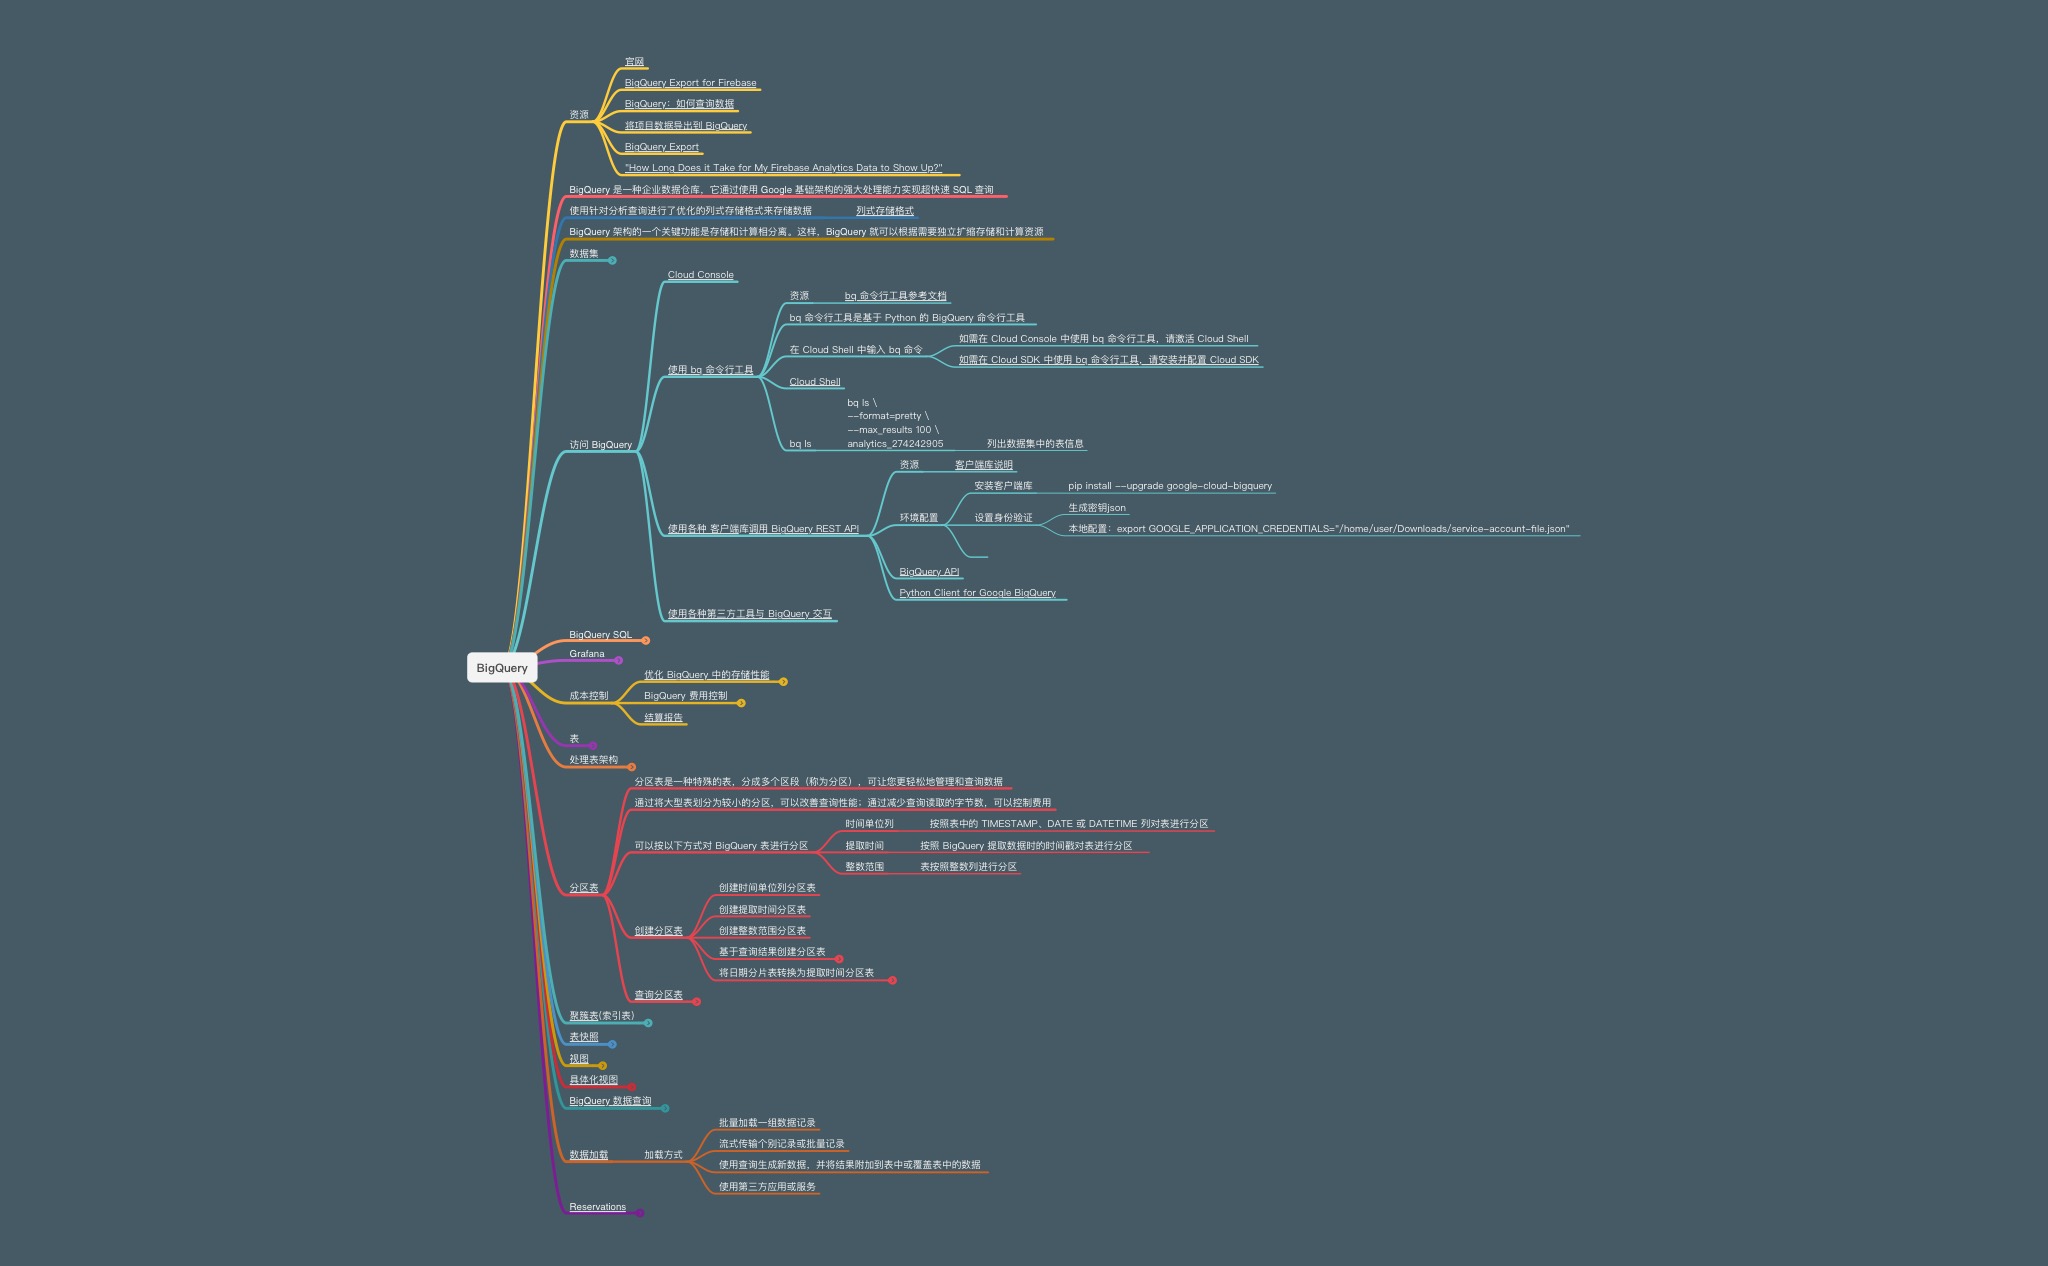 官网
BigQuery Export for Firebase
BigQuery：如何查询数据
资源
将项目数据导出到 BigQuery
BigQuery Export
"How Long Does it Take for My Firebase Analytics Data to Show Up?"
BigQuery 是一种企业数据仓库，它通过使用 Google 基础架构的强大处理能力实现超快速 SQL 查询
使用针对分析查询进行了优化的列式存储格式来存储数据 列式存储格式
BigQuery 架构的一个关键功能是存储和计算相分离。这样，BigQuery 就可以根据需要独立扩缩存储和计算资源
数据集
Cloud Console
资源 bq 命令行工具参考文档
bq 命令行工具是基于 Python 的 BigQuery 命令行工具
如需在 Cloud Console 中使用 bq 命令行工具，请激活 Cloud Shell
在 Cloud Shell 中输入 bq 命令
如需在 Cloud SDK 中使用 bq 命令行工具，请安装并配置 Cloud SDK
使用 bq 命令行工具
Cloud Shell
bq ls \
--format=pretty \
--max_results 100 \
bq ls analytics_274242905 列出数据集中的表信息
访问 BigQuery
资源 客户端库说明
安装客户端库 pip install --upgrade google-cloud-bigquery
生成密钥json
环境配置 设置身份验证
使用各种 客户端库调用 BigQuery REST API
本地配置：export GOOGLE_APPLICATION_CREDENTIALS="/home/user/Downloads/service-account-file.json"
BigQuery API
Python Client for Google BigQuery
使用各种第三方工具与 BigQuery 交互
BigQuery SQL
Grafana
BigQuery
优化 BigQuery 中的存储性能
成本控制 BigQuery 费用控制
结算报告
表
处理表架构
分区表是一种特殊的表，分成多个区段（称为分区），可让您更轻松地管理和查询数据
通过将大型表划分为较小的分区，可以改善查询性能；通过减少查询读取的字节数，可以控制费用
时间单位列 按照表中的 TIMESTAMP、DATE 或 DATETIME 列对表进行分区
可以按以下方式对 BigQuery 表进行分区 提取时间 按照 BigQuery 提取数据时的时间戳对表进行分区
整数范围 表按照整数列进行分区
分区表
创建时间单位列分区表
创建提取时间分区表
创建分区表 创建整数范围分区表
基于查询结果创建分区表
将日期分片表转换为提取时间分区表
查询分区表
聚簇表(索引表)
表快照
视图
具体化视图
BigQuery 数据查询
批量加载一组数据记录
流式传输个别记录或批量记录
数据加载 加载方式
使用查询生成新数据，并将结果附加到表中或覆盖表中的数据
使用第三方应用或服务
Reservations